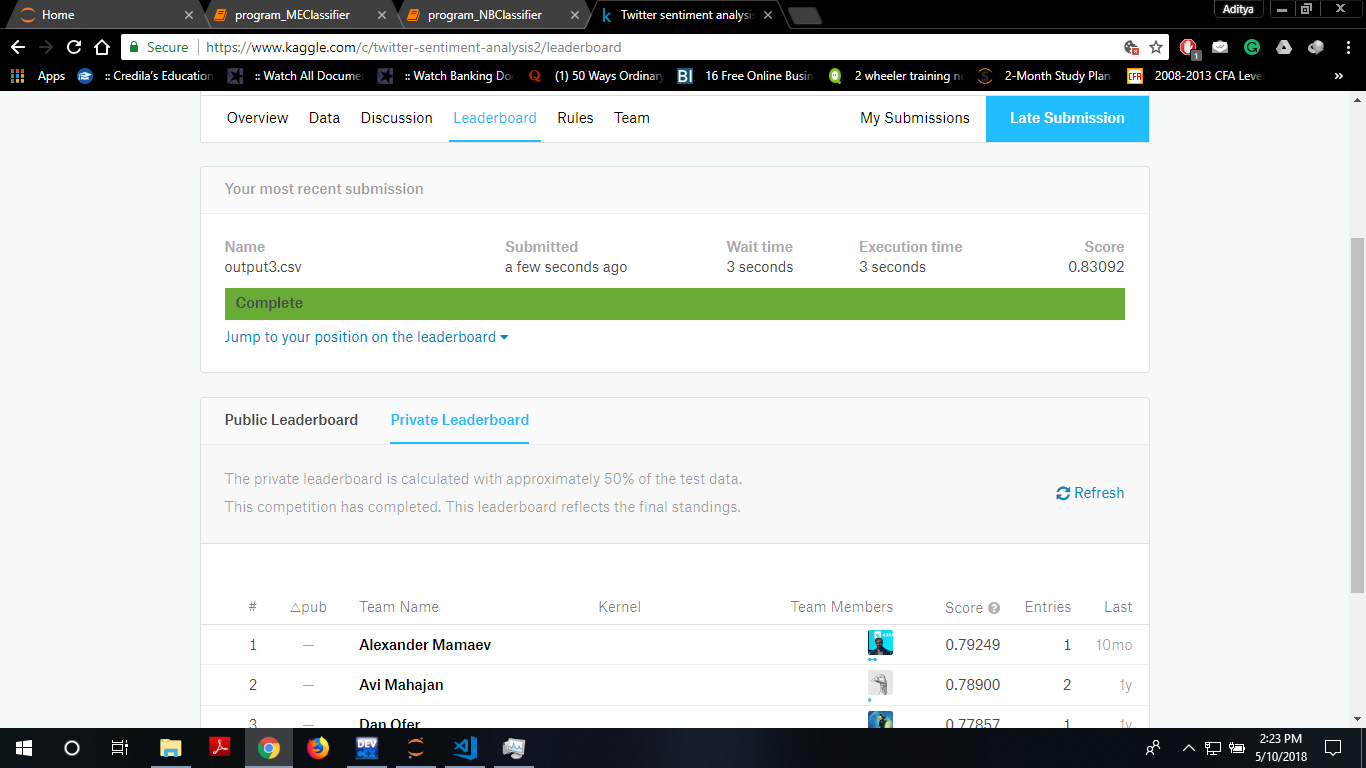 Home
program_MEClassifier
program_NBClassifier
Twitter sentiment analysis
Aditya
Secure https://www.kaggle.com/c/twitter-sentiment-analysis2/leaderboard
1
Apps :: Credila's Education :: Watch All Docume :: Watch Banking Do (1) 50 Ways Ordinary BI 16 Free Online Busin 2 wheeler training n 2-Month Study Plan CFA 2008-2013 CFA Leve »
Overview Data Discussion Leaderboard Rules Team My Submissions Late Submission
Your most recent submission
Name Submitted Wait time Execution time Score
output3.csv a few seconds ago 3 seconds 3 seconds 0.83092
Complete
Jump to your position on the leaderboard
Public Leaderboard Private Leaderboard
The private leaderboard is calculated with approximately 50% of the test data.
This competition has completed. This leaderboard reflects the final standings.
Refresh
# △pub Team Name Kernel Team Members Score Entries Last
1 — Alexander Mamaev 0.79249 1 10mo
2 — Avi Mahajan 0.78900 2 1y
3 — Dan Ofer 0.77857 1 1y
DEV
2:23 PM
5/10/2018